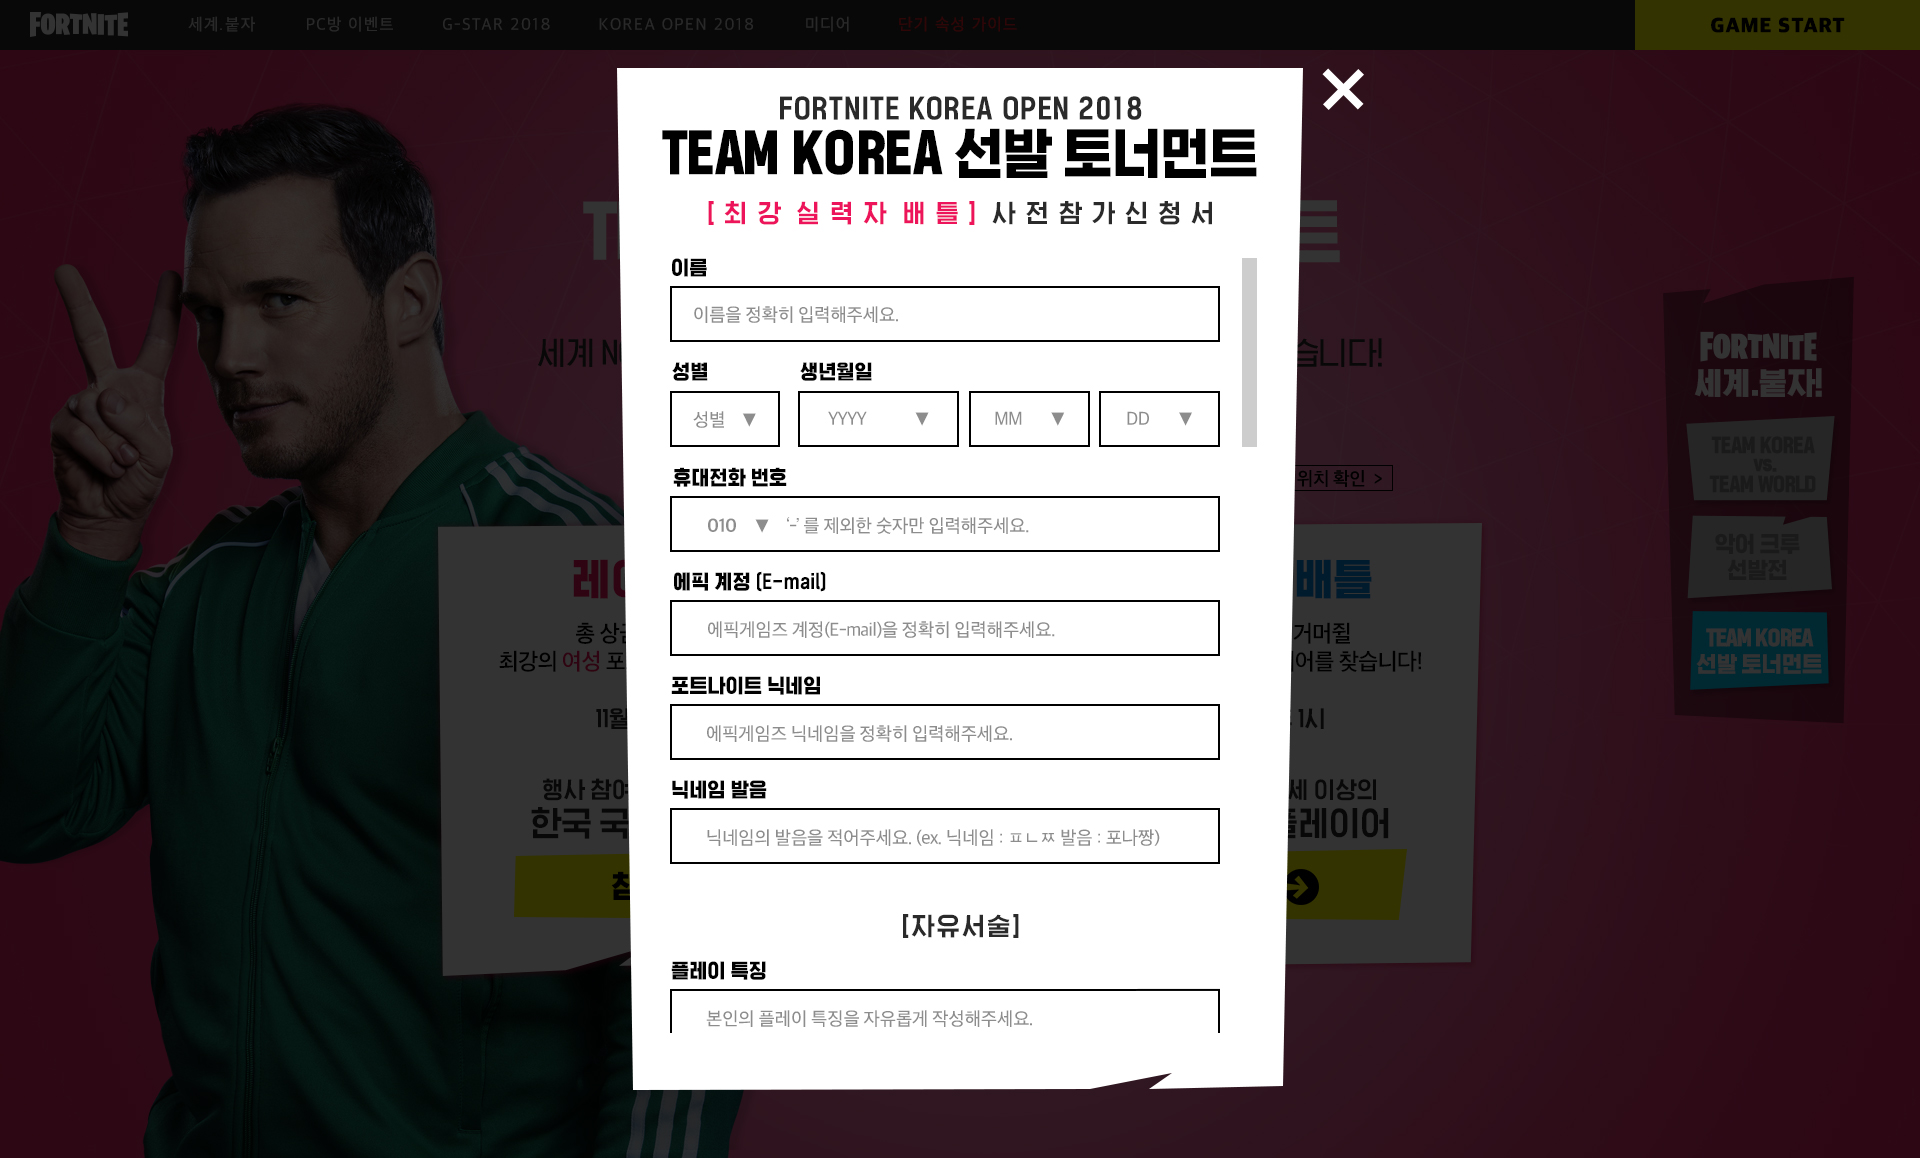 FORTNITE 세계.붙자 PC방 이벤트 G-STAR 2018 KOREA OPEN 2018 미디어 단기 속성 가이드 GAME START
FORTNITE KOREA OPEN 2018
TEAM KOREA 선발 토너먼트
[최강 실력자 배틀] 사전참가신청서
이름
이름을 정확히 입력해주세요.
성별 생년월일
성별 ▼ YYYY ▼ MM ▼ DD ▼
휴대전화 번호
010 ▼ ‘-’ 를 제외한 숫자만 입력해주세요.
에픽 계정 (E-mail)
에픽게임즈 계정(E-mail)을 정확히 입력해주세요.
포트나이트 닉네임
에픽게임즈 닉네임을 정확히 입력해주세요.
닉네임 발음
닉네임의 발음을 적어주세요. (ex. 닉네임 : ㅍㄴㅉ 발음 : 포나짱)
[자유서술]
플레이 특징
본인의 플레이 특징을 자유롭게 작성해주세요.
세계
습니다!
위치 확인 >
배틀
총
거머쥘
최강의 여성
를 찾습니다!
11월
1시
행사
세 이상의
한국
플레이어
FORTNITE
세계.붙자!
TEAM KOREA
VS.
TEAM WORLD
악어 크루
선발전
TEAM KOREA
선발 토너먼트